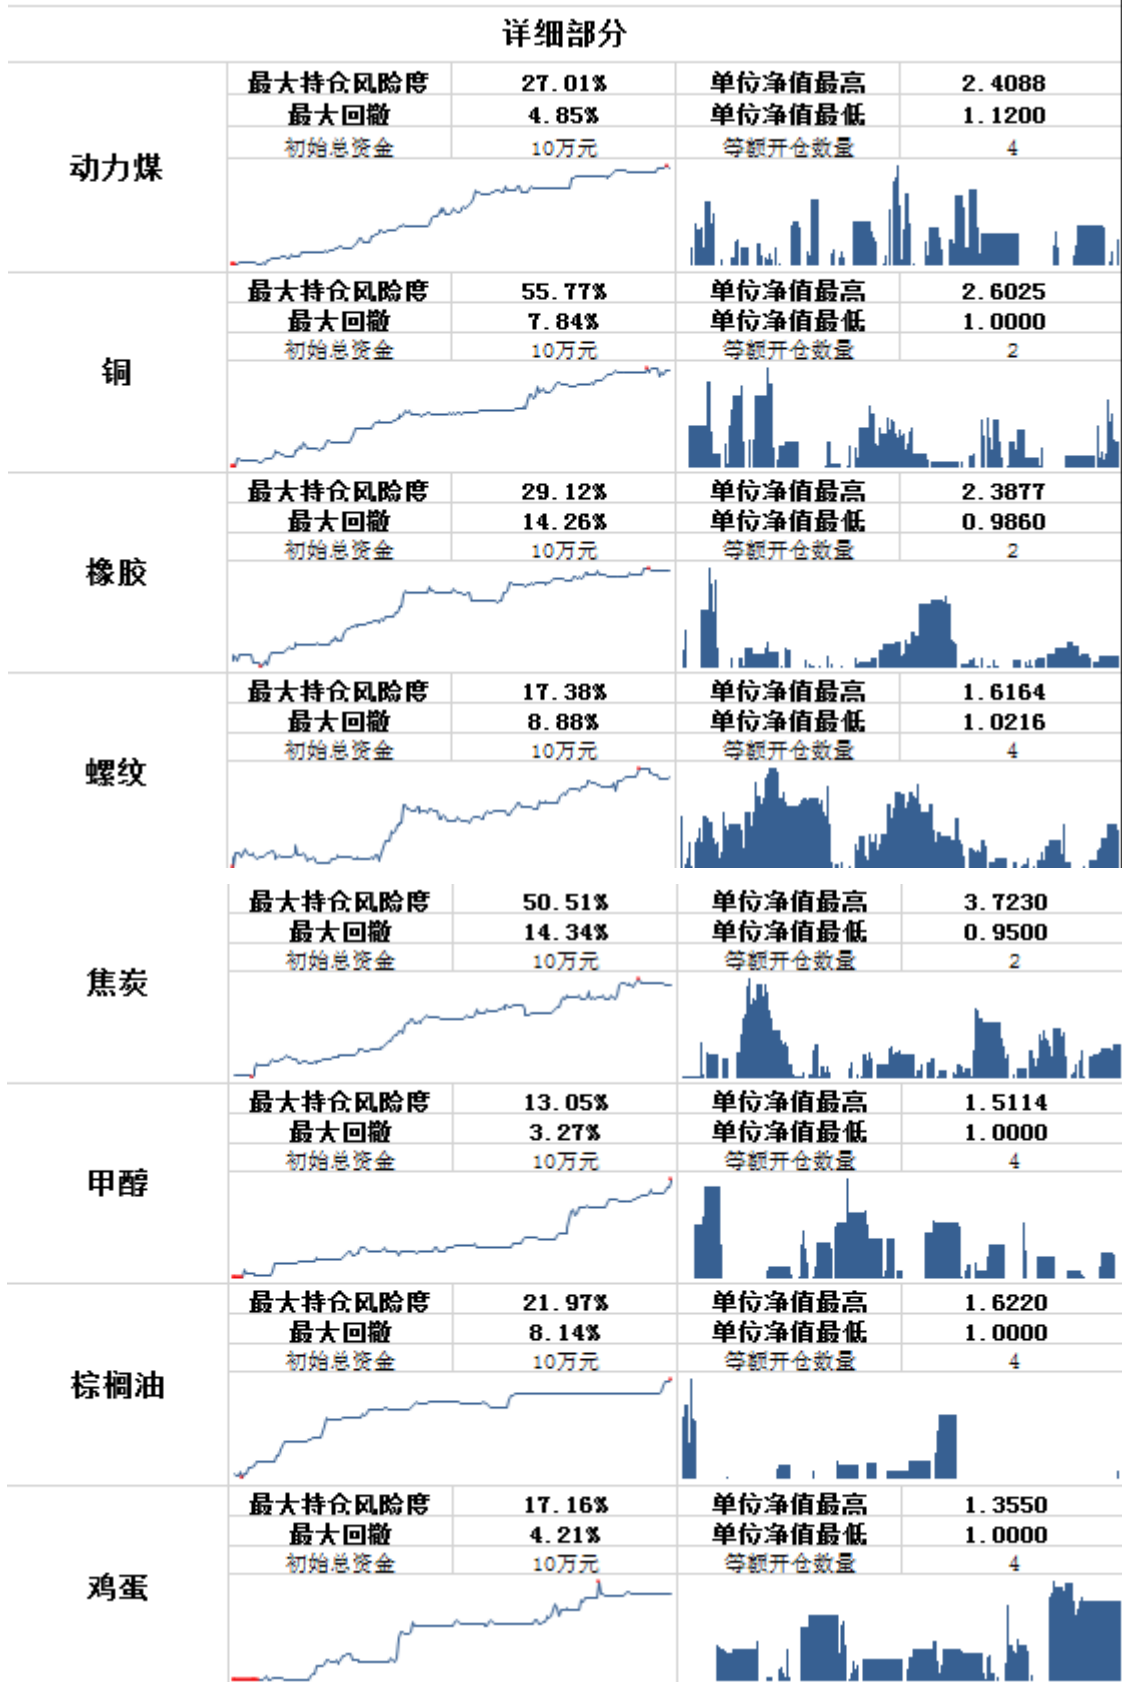 详细部分
动力煤
最大持仓风险度 27.01% 单位净值最高 2.4088
最大回撤 4.85% 单位净值最低 1.1200
初始总资金 10万元 等额开仓数量 4
铜
最大持仓风险度 55.77% 单位净值最高 2.6025
最大回撤 7.84% 单位净值最低 1.0000
初始总资金 10万元 等额开仓数量 2
橡胶
最大持仓风险度 29.12% 单位净值最高 2.3877
最大回撤 14.26% 单位净值最低 0.9860
初始总资金 10万元 等额开仓数量 2
螺纹
最大持仓风险度 17.38% 单位净值最高 1.6164
最大回撤 8.88% 单位净值最低 1.0216
初始总资金 10万元 等额开仓数量 4
焦炭
最大持仓风险度 50.51% 单位净值最高 3.7230
最大回撤 14.34% 单位净值最低 0.9500
初始总资金 10万元 等额开仓数量 2
甲醇
最大持仓风险度 13.05% 单位净值最高 1.5114
最大回撤 3.27% 单位净值最低 1.0000
初始总资金 10万元 等额开仓数量 4
棕榈油
最大持仓风险度 21.97% 单位净值最高 1.6220
最大回撤 8.14% 单位净值最低 1.0000
初始总资金 10万元 等额开仓数量 4
鸡蛋
最大持仓风险度 17.16% 单位净值最高 1.3550
最大回撤 4.21% 单位净值最低 1.0000
初始总资金 10万元 等额开仓数量 4